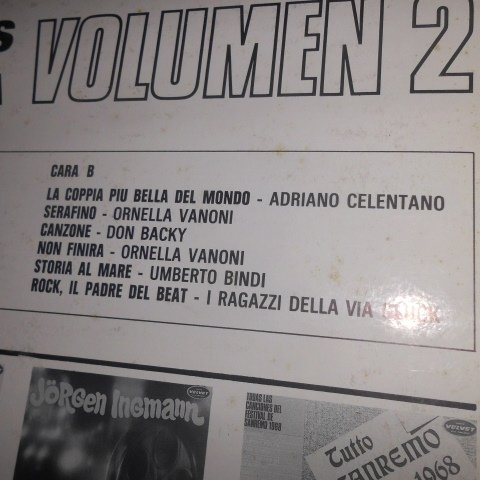 VOLUMEN 2
CARA B
LA COPPIA PIU BELLA DEL MONDO - ADRIANO CELENTANO
SERAFINO - ORNELLA VANONI
CANZONE - DON BACKY
NON FINIRA - ORNELLA VANONI
STORIA AL MARE - UMBERTO BINDI
ROCK, IL PADRE DEL BEAT - I RAGAZZI DELLA VIA GLUCK
JÖRGEN INGMANN
VELVET
TODAS LAS
CANCIONES DEL
FESTIVAL DE
SANREMO 1968
VELVET
Tutto
SANREMO
1968